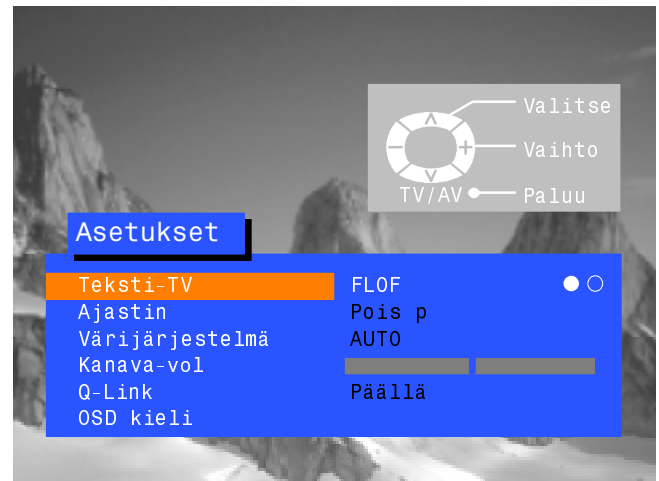 Valitse
Vaihto
TV/AV Paluu
Asetukset
Teksti-TV FLOF
Ajastin Pois p
Värijärjestelmä AUTO
Kanava-vol
Q-Link Päällä
OSD kieli